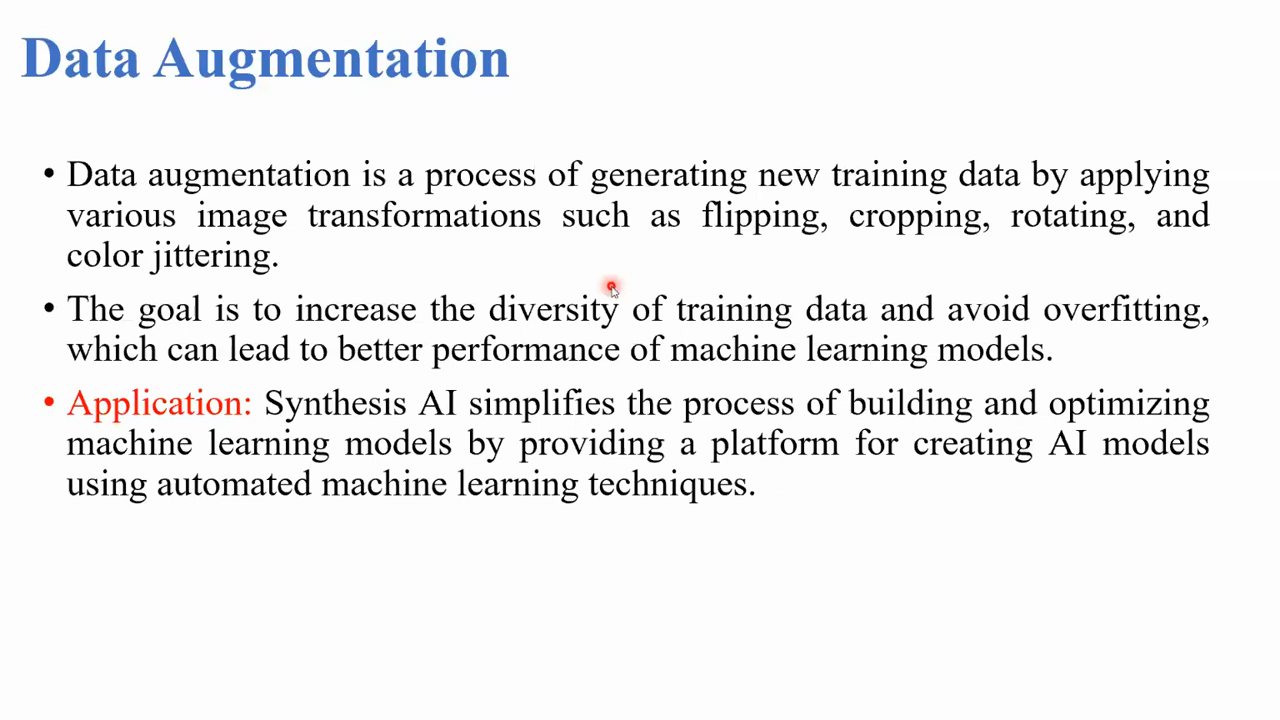 Data Augmentation
• Data augmentation is a process of generating new training data by applying
various image transformations such as flipping, cropping, rotating, and
color jittering.
• The goal is to increase the diversity of training data and avoid overfitting,
which can lead to better performance of machine learning models.
• Application: Synthesis AI simplifies the process of building and optimizing
machine learning models by providing a platform for creating AI models
using automated machine learning techniques.